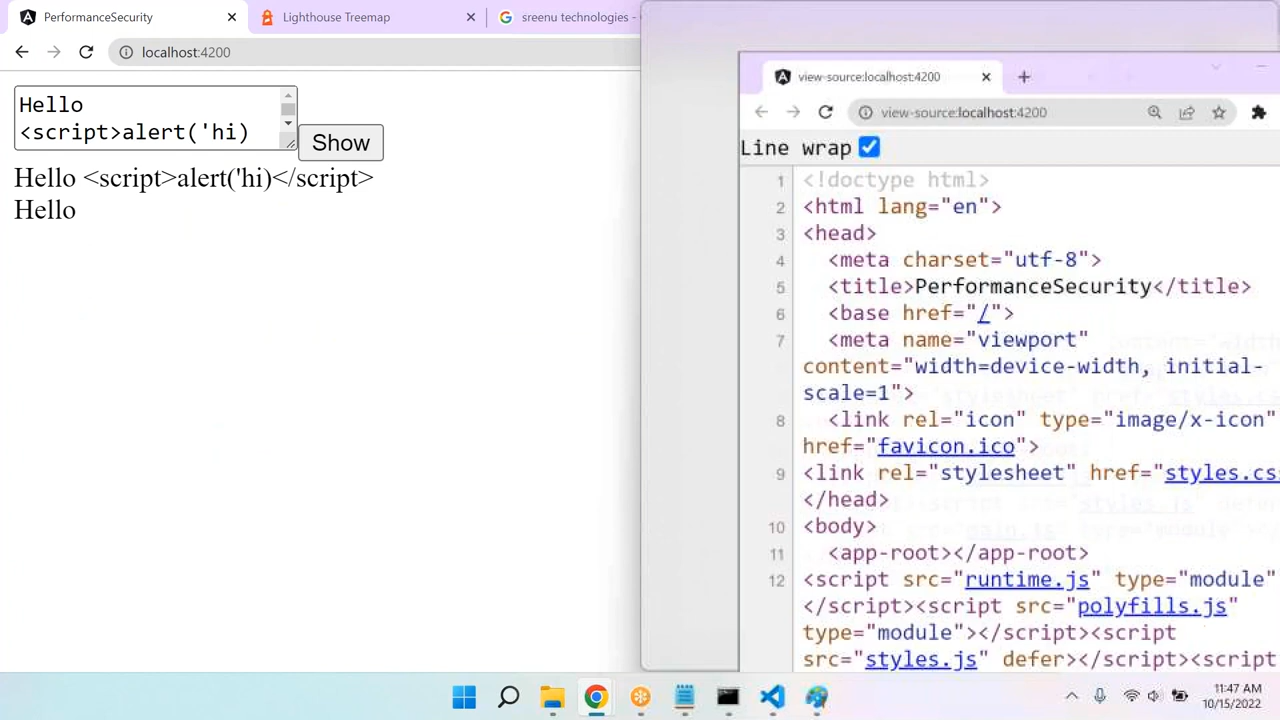 PerformanceSecurity
Lighthouse Treemap
sreenu technologies -
localhost:4200
Hello
<script>alert('hi)
Show
Hello <script>alert('hi)</script>
Hello
view-source:localhost:4200
view-source:localhost:4200
Line wrap
1 <!doctype html>
2 <html lang="en">
3 <head>
4 <meta charset="utf-8">
5 <title>PerformanceSecurity</title>
6 <base href="/">
7 <meta name="viewport"
content="width=device-width, initial-
scale=1">
8 <link rel="icon" type="image/x-icon"
href="favicon.ico">
9 <link rel="stylesheet" href="styles.css
</head>
10 <body>
11 <app-root></app-root>
12 <script src="runtime.js" type="module"
</script><script src="polyfills.js"
type="module"></script><script
src="styles.js" defer></script><script
11:47 AM
10/15/2022